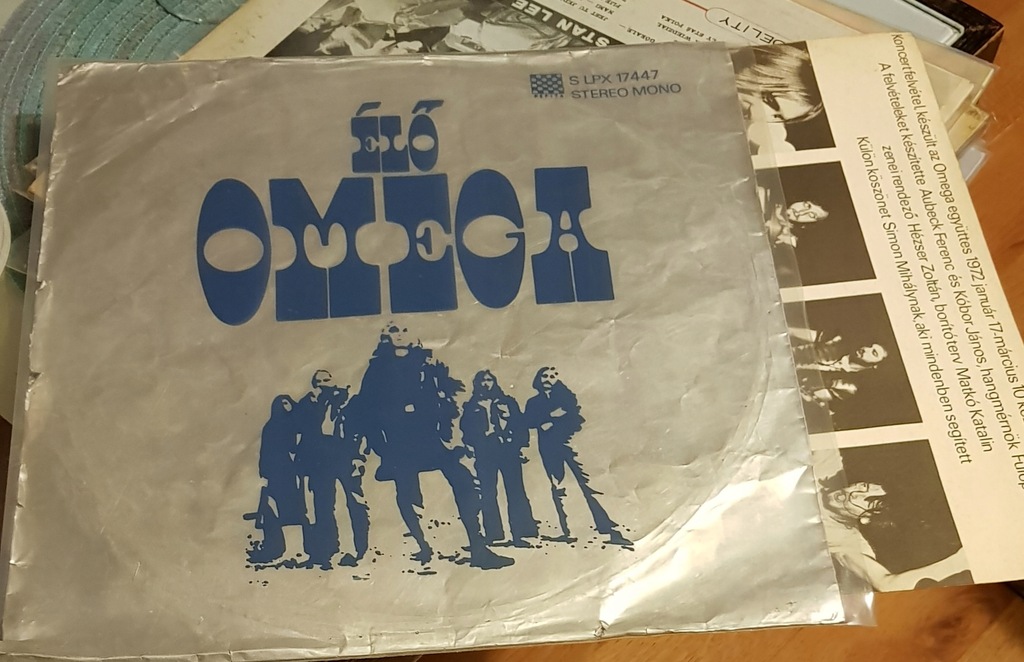 S LPX 17447
STEREO MONO
ÉLŐ
OMEGA
STAN LEE
DELITY
Koncertfelvétel, készült az Omega együttes 1972 január 17-március 10
A felvételeket készítette Aubeck Ferenc és Kóbor János, hangmérnök
zenei rendező Hézser Zoltán, borítóterv Matkó Katalin
Külön köszönet Simon Mihálynak, aki mindenben segített